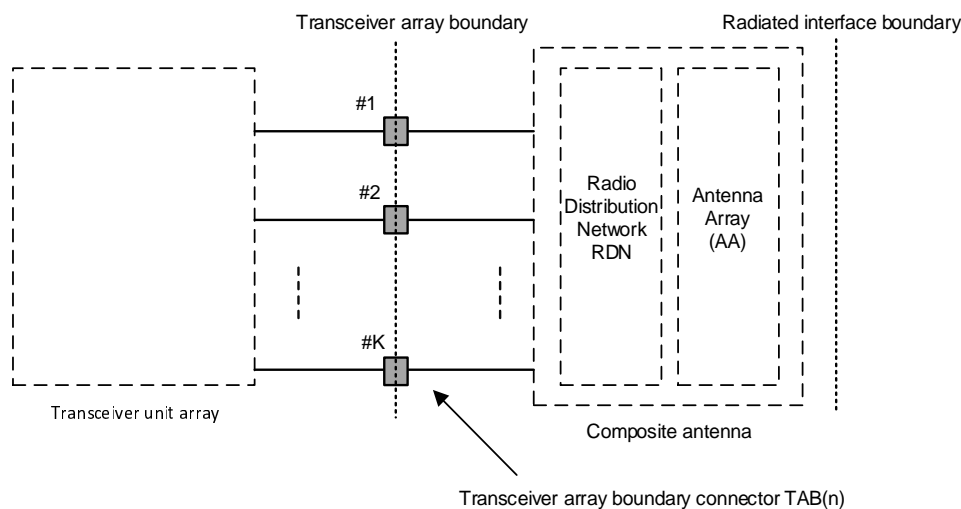 Transceiver array boundary
Radiated interface boundary
#1
#2
#K
Radio
Distribution
Network
RDN
Antenna
Array
(AA)
Transceiver unit array
Composite antenna
Transceiver array boundary connector TAB(n)